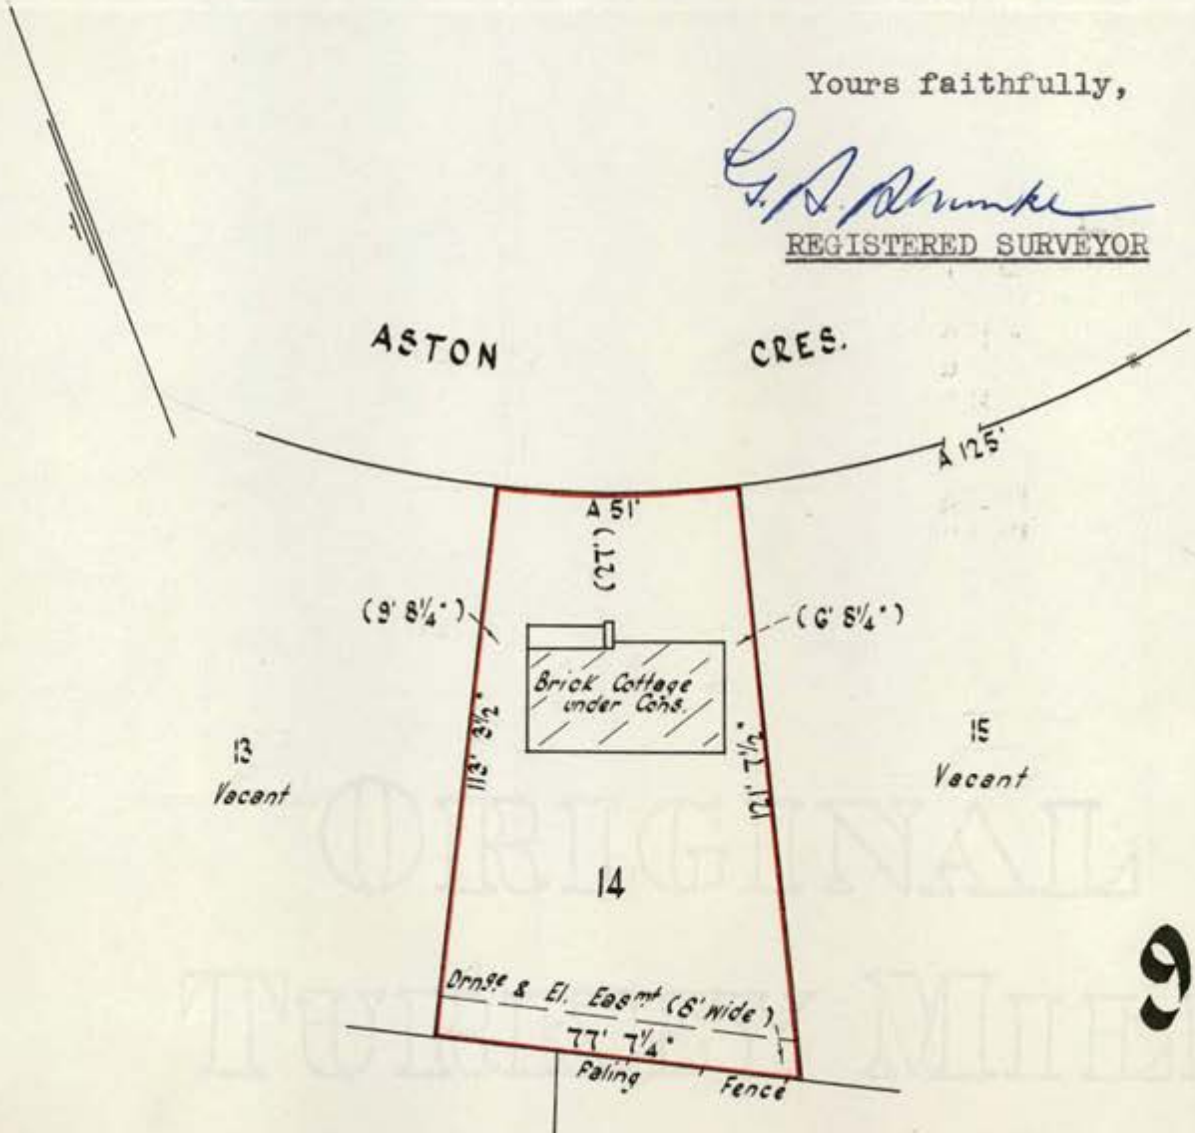 Yours faithfully,
REGISTERED SURVEYOR
ASTON CRES.
A 125'
A 51'
(27')
(9' 8¼")
(6' 8¼")
Brick Cottage
under Cons.
113' 3½"
121' 7½"
13
Vacant
15
Vacant
14
Drnge & El. Easmt (8' wide)
77' 7¼"
Paling Fence
9
ORIGINAL